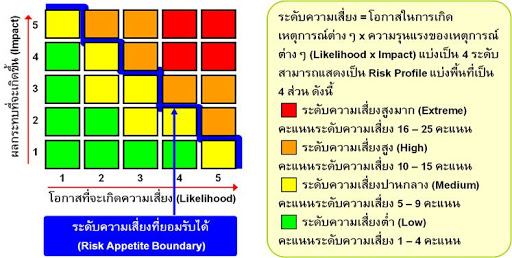 ผลกระทบที่จะเกิดขึ้น (Impact)
5
4
3
2
1
1 2 3 4 5
โอกาสที่จะเกิดความเสี่ยง (Likelihood)
ระดับความเสี่ยงที่ยอมรับได้
(Risk Appetite Boundary)
ระดับความเสี่ยง = โอกาสในการเกิด
เหตุการณ์ต่าง ๆ x ความรุนแรงของเหตุการณ์
ต่าง ๆ (Likelihood x Impact) แบ่งเป็น 4 ระดับ
สามารถแสดงเป็น Risk Profile แบ่งพื้นที่เป็น
4 ส่วน ดังนี้
ระดับความเสี่ยงสูงมาก (Extreme)
คะแนนระดับความเสี่ยง 16 – 25 คะแนน
ระดับความเสี่ยงสูง (High)
คะแนนระดับความเสี่ยง 10 – 15 คะแนน
ระดับความเสี่ยงปานกลาง (Medium)
คะแนนระดับความเสี่ยง 5 – 9 คะแนน
ระดับความเสี่ยงต่ำ (Low)
คะแนนระดับความเสี่ยง 1 – 4 คะแนน